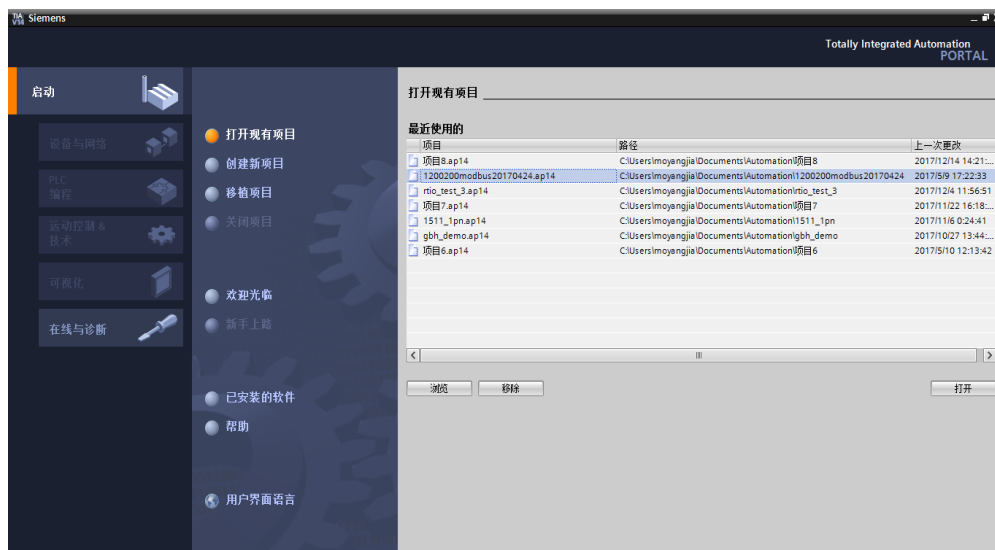 TIA
V14 Siemens
Totally Integrated Automation
PORTAL
启动
设备与网络
PLC
编程
运动控制 &
技术
可视化
在线与诊断
打开现有项目
创建新项目
移植项目
关闭项目
欢迎光临
新手上路
已安装的软件
帮助
用户界面语言
打开现有项目
最近使用的
项目 路径 上一次更改
项目8.ap14 C:\Users\moyangjia\Documents\Automation\项目8 2017/12/14 14:21:...
1200200modbus20170424.ap14 C:\Users\moyangjia\Documents\Automation\1200200modbus20170424 2017/5/9 17:22:33
rtio_test_3.ap14 C:\Users\moyangjia\Documents\Automation\rtio_test_3 2017/12/4 11:56:51
项目7.ap14 C:\Users\moyangjia\Documents\Automation\项目7 2017/11/22 16:18:...
1511_1pn.ap14 C:\Users\moyangjia\Documents\Automation\1511_1pn 2017/11/6 0:24:41
gbh_demo.ap14 C:\Users\moyangjia\Documents\Automation\gbh_demo 2017/10/27 13:44:...
项目6.ap14 C:\Users\moyangjia\Documents\Automation\项目6 2017/5/10 12:13:42
浏览 移除 打开